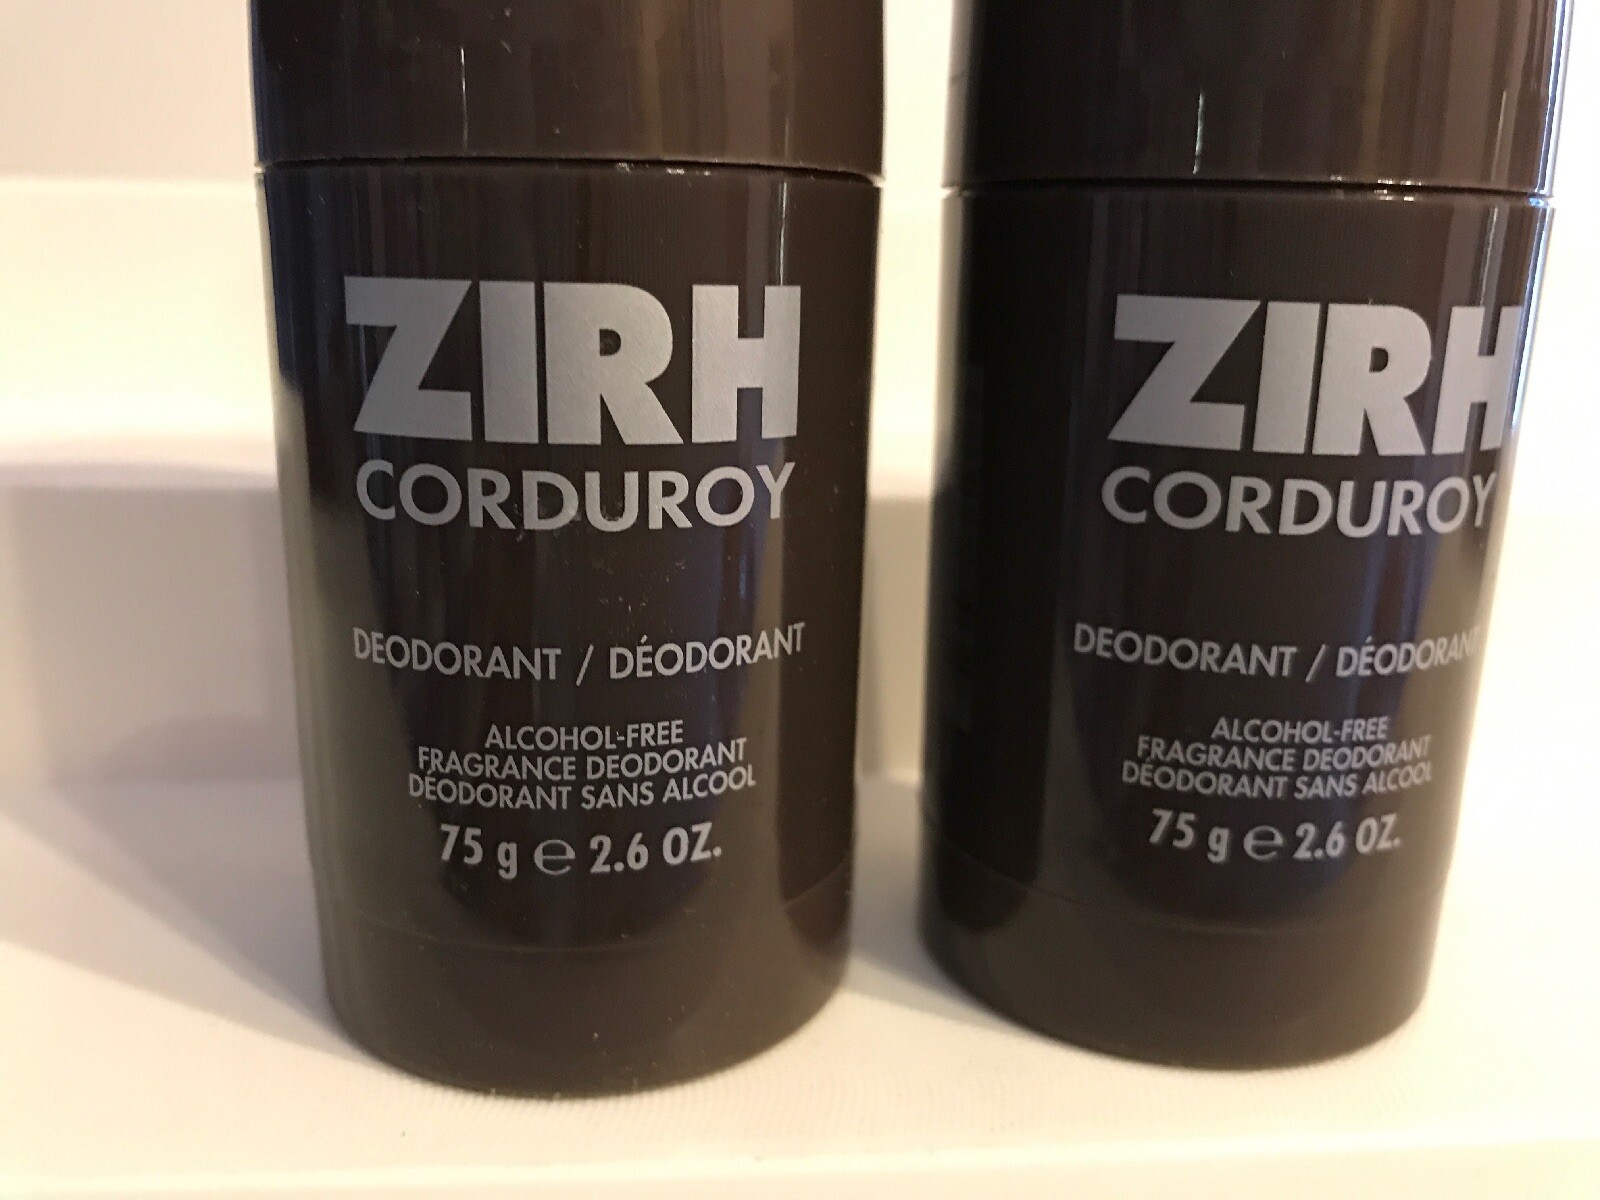 ZIRH
CORDUROY
DEODORANT / DÉODORANT
ALCOHOL-FREE
FRAGRANCE DEODORANT
DÉODORANT SANS ALCOOL
75 g e 2.6 OZ.
ZIRH
CORDUROY
DEODORANT / DÉODORANT
ALCOHOL-FREE
FRAGRANCE DEODORANT
DÉODORANT SANS ALCOOL
75 g e 2.6 OZ.